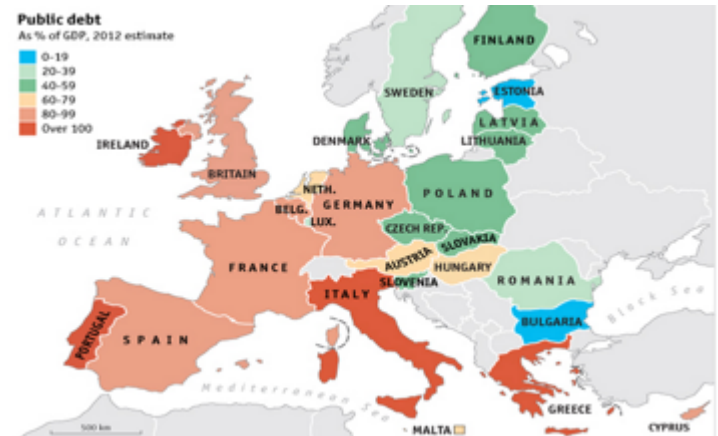 Public debt
As % of GDP, 2012 estimate
0-19
20-39
40-59
60-79
80-99
Over 100
FINLAND
SWEDEN
ESTONIA
LATVIA
LITHUANIA
DENMARK
IRELAND
BRITAIN
NETH.
BELG.
GERMANY
LUX.
POLAND
CZECH REP.
SLOVAKIA
ATLANTIC
OCEAN
FRANCE
AUSTRIA
HUNGARY
SLOVENIA
ROMANIA
ITALY
Black Sea
BULGARIA
PORTUGAL
SPAIN
Mediterranean Sea
GREECE
500 km
MALTA
CYPRUS